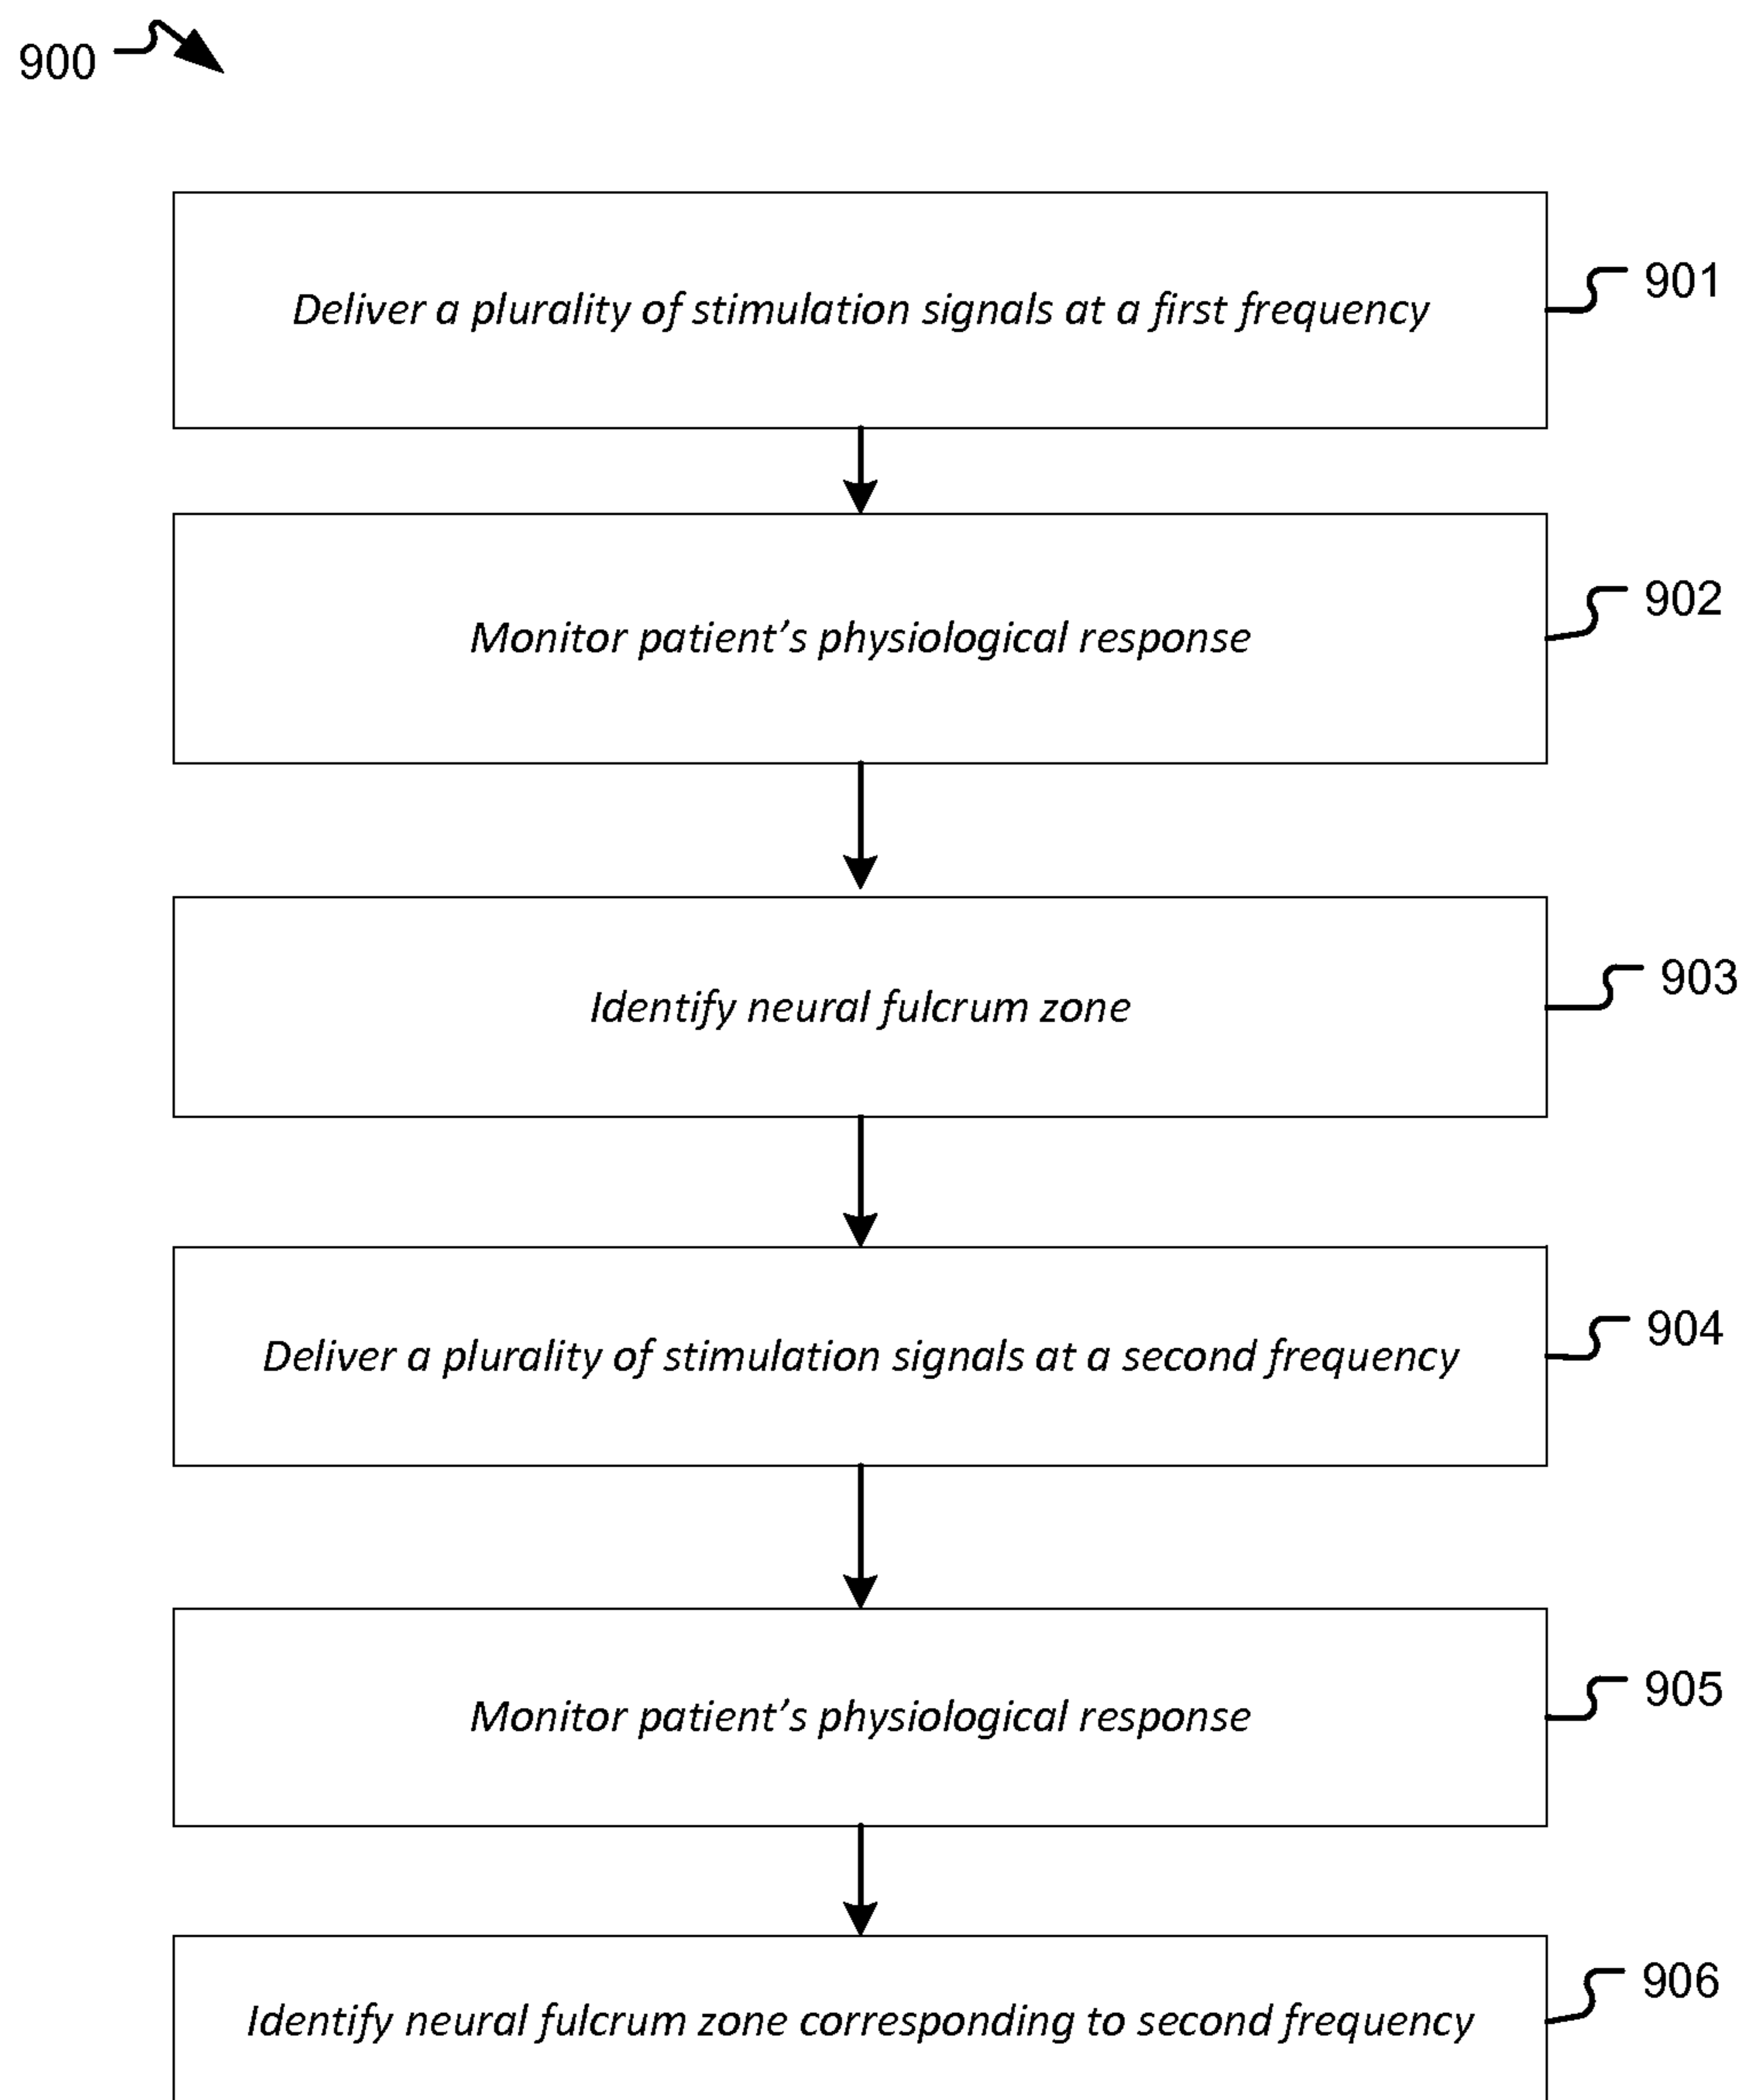 900
Deliver a plurality of stimulation signals at a first frequency
901
Monitor patient’s physiological response
902
Identify neural fulcrum zone
903
Deliver a plurality of stimulation signals at a second frequency
904
Monitor patient’s physiological response
905
Identify neural fulcrum zone corresponding to second frequency
906